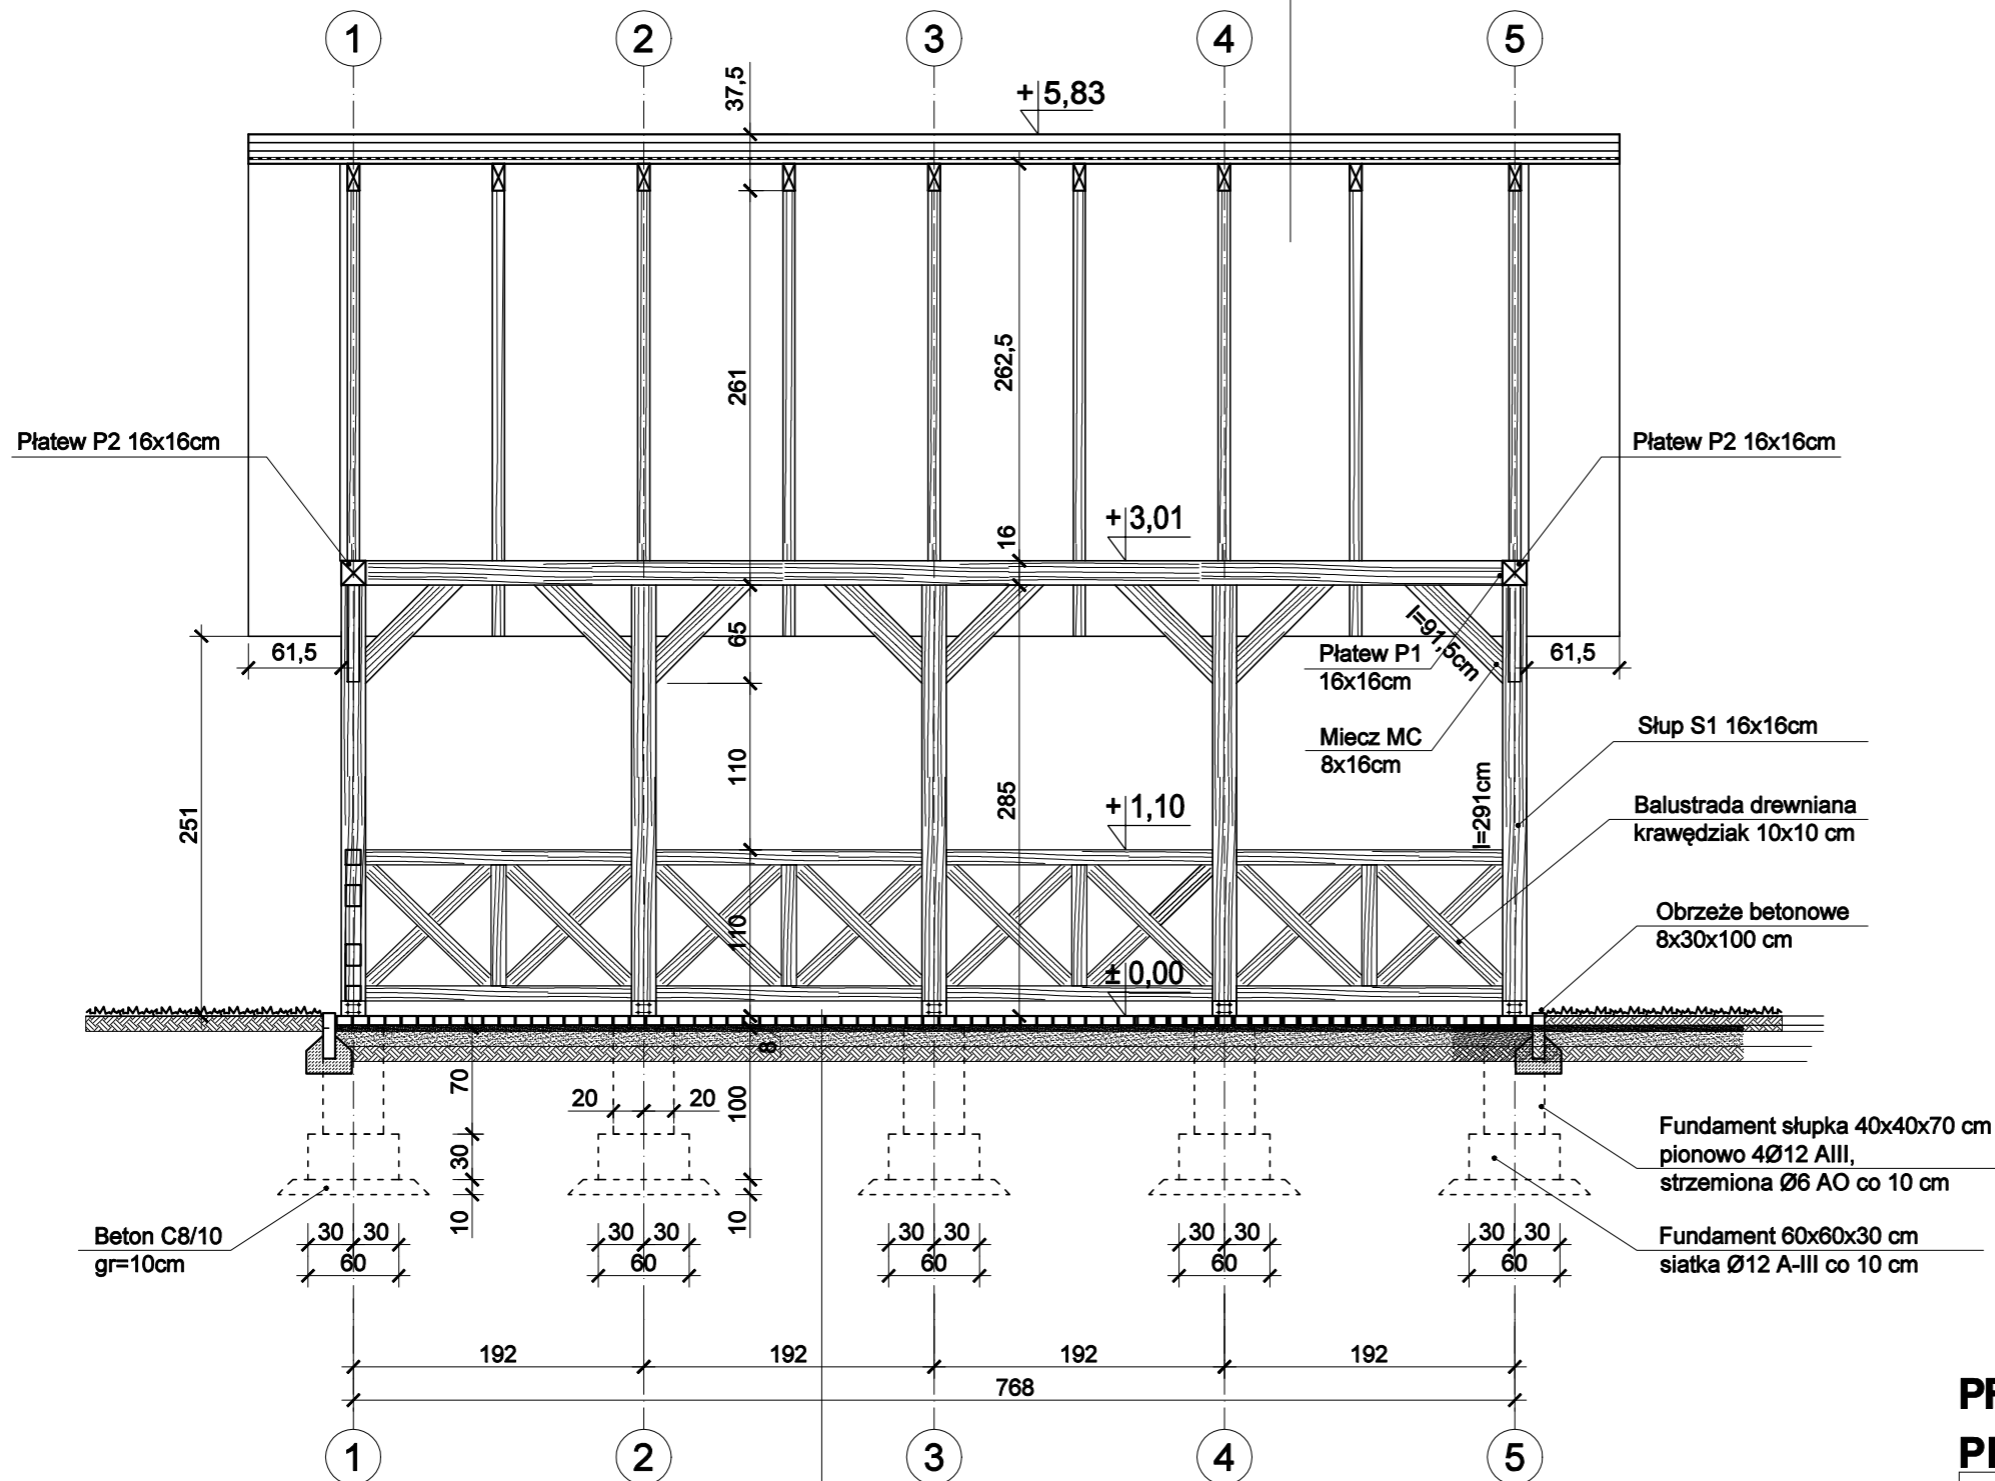 1 2 3 4 5
37,5
+5,83
261
262,5
Płatew P2 16x16cm
Płatew P2 16x16cm
16
+3,01
65
61,5
61,5
l=91,5cm
Płatew P1
16x16cm
Miecz MC
8x16cm
Słup S1 16x16cm
110
285
l=291cm
251
+1,10
Balustrada drewniana
krawędziak 10x10 cm
110
Obrzeże betonowe
8x30x100 cm
±0,00
8
70
20 20
100
30
10
10
Fundament słupka 40x40x70 cm
pionowo 4Ø12 AIII,
strzemiona Ø6 AO co 10 cm
Beton C8/10
gr=10cm
Fundament 60x60x30 cm
siatka Ø12 A-III co 10 cm
30 30 30 30 30 30 30 30 30 30
60 60 60 60 60
192 192 192 192
768
1 2 3 4 5